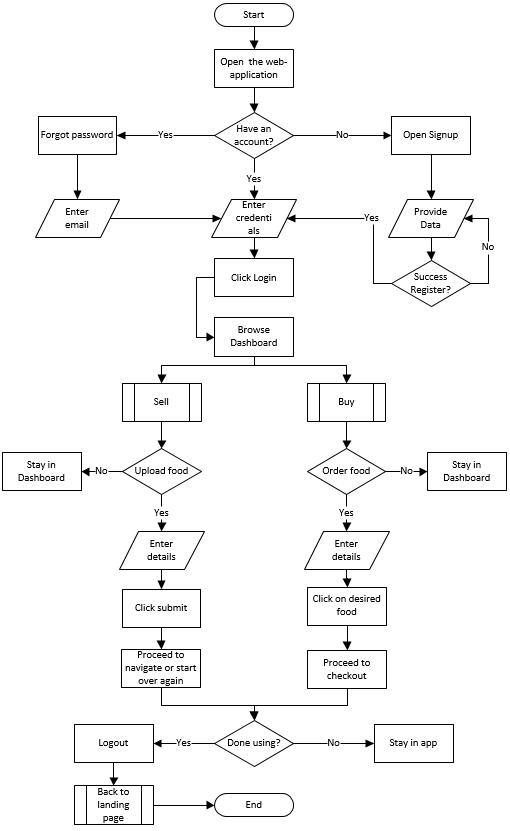 Start
Open the web-
application
Have an
account?
Yes
No
Forgot password
Open Signup
Yes
Enter
email
Enter
credenti
als
Yes
Provide
Data
No
Click Login
Success
Register?
Browse
Dashboard
Sell
Buy
Stay in
Dashboard
No
Upload food
Order food
No
Stay in
Dashboard
Yes
Yes
Enter
details
Enter
details
Click submit
Click on desired
food
Proceed to
navigate or start
over again
Proceed to
checkout
Logout
Yes
Done using?
No
Stay in app
Back to
landing
page
End